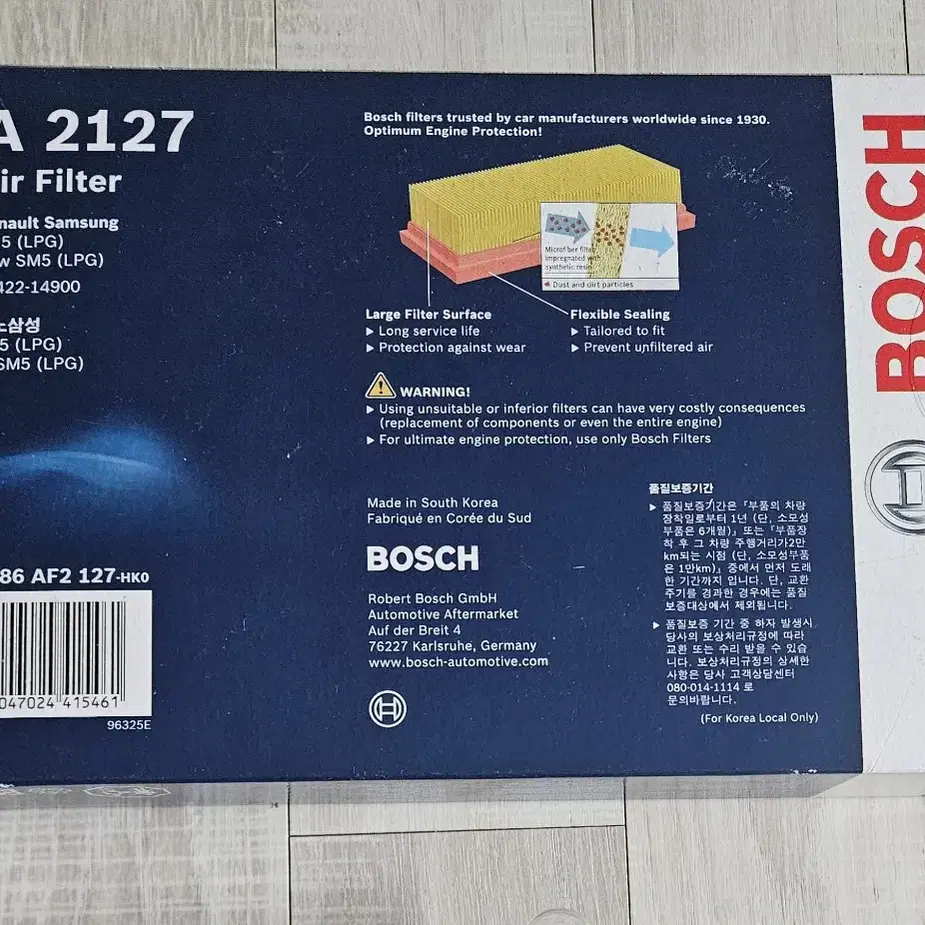 A 2127
ir Filter
nault Samsung
5 (LPG)
w SM5 (LPG)
422-14900
노삼성
5 (LPG)
SM5 (LPG)
86 AF2 127-HK0
047024 415461
96325E
Bosch filters trusted by car manufacturers worldwide since 1930.
Optimum Engine Protection!
Microfiber filter
impregnated with
synthetic resin
Dust and dirt particles
Large Filter Surface
▶ Long service life
▶ Protection against wear
Flexible Sealing
▶ Tailored to fit
▶ Prevent unfiltered air
WARNING!
▶ Using unsuitable or inferior filters can have very costly consequences
(replacement of components or even the entire engine)
▶ For ultimate engine protection, use only Bosch Filters
Made in South Korea
Fabriqué en Corée du Sud
BOSCH
Robert Bosch GmbH
Automotive Aftermarket
Auf der Breit 4
76227 Karlsruhe, Germany
www.bosch-automotive.com
품질보증기간
▶ 품질보증기간은 『부품의 차량
장착일로부터 1년 (단, 소모성
부품은 6개월)』 또는 『부품장
착 후 그 차량 주행거리가2만
km되는 시점 (단, 소모성부품
은 1만km)』 중에서 먼저 도래
한 기간까지 입니다. 단, 교환
주기를 경과한 경우에는 품질
보증대상에서 제외됩니다.
▶ 품질보증 기간 중 하자 발생시
당사의 보상처리규정에 따라
교환 또는 수리 받을 수 있습
니다. 보상처리규정의 상세한
사항은 당사 고객상담센터
080-014-1114 로
문의바랍니다.
(For Korea Local Only)
BOSCH